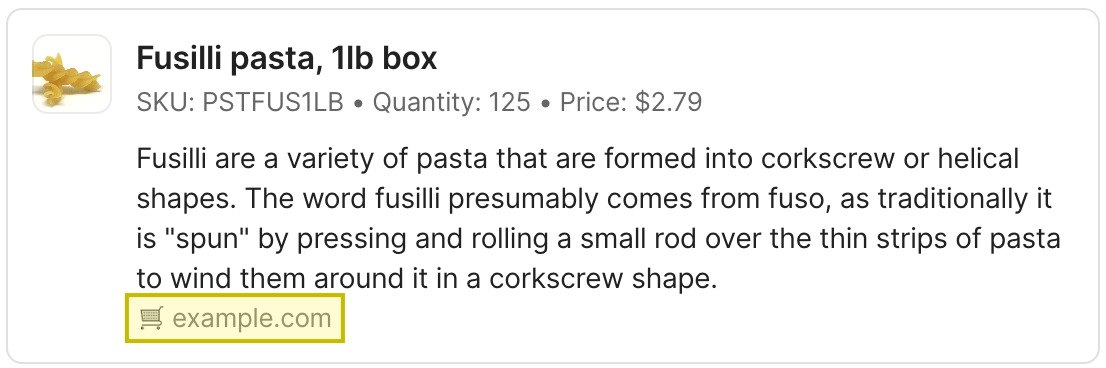 Fusilli pasta, 1lb box
SKU: PSTFUS1LB • Quantity: 125 • Price: $2.79
Fusilli are a variety of pasta that are formed into corkscrew or helical
shapes. The word fusilli presumably comes from fuso, as traditionally it
is "spun" by pressing and rolling a small rod over the thin strips of pasta
to wind them around it in a corkscrew shape.
example.com